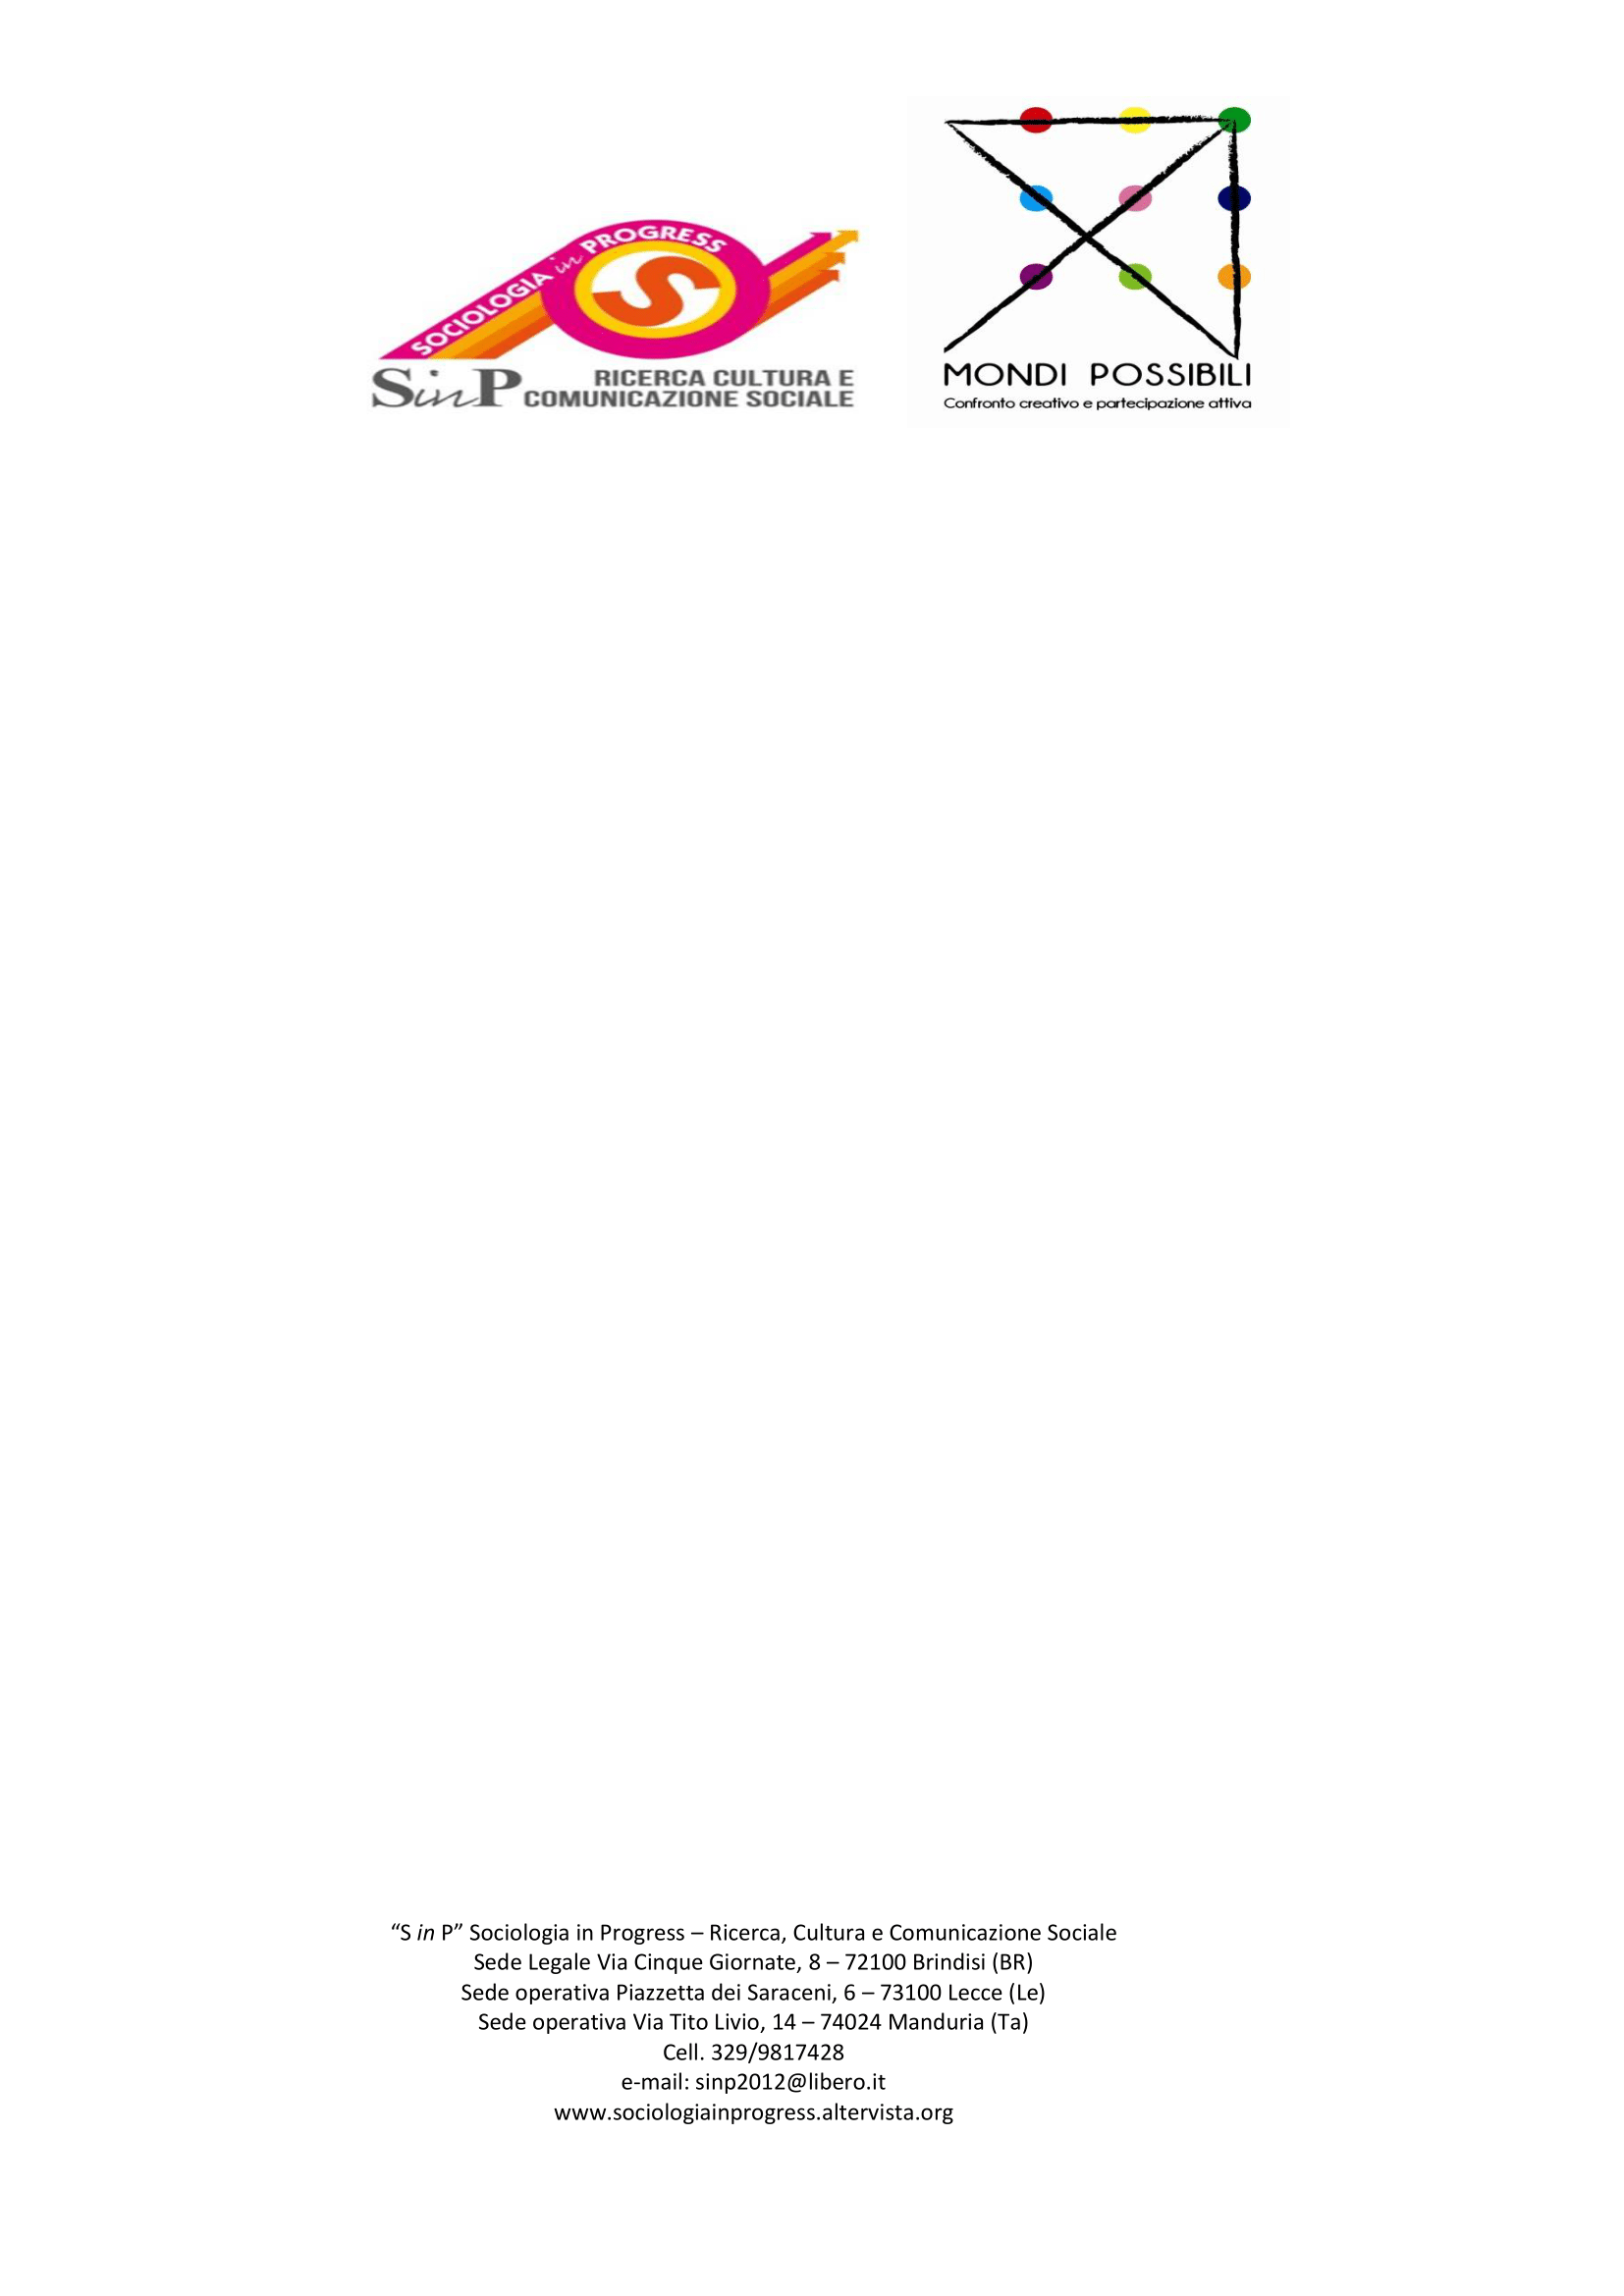 SOCIOLOGIA in PROGRESS
S
SinP RICERCA CULTURA E
COMUNICAZIONE SOCIALE
MONDI POSSIBILI
Confronto creativo e partecipazione attiva
“S in P” Sociologia in Progress – Ricerca, Cultura e Comunicazione Sociale
Sede Legale Via Cinque Giornate, 8 – 72100 Brindisi (BR)
Sede operativa Piazzetta dei Saraceni, 6 – 73100 Lecce (Le)
Sede operativa Via Tito Livio, 14 – 74024 Manduria (Ta)
Cell. 329/9817428
e-mail: sinp2012@libero.it
www.sociologiainprogress.altervista.org